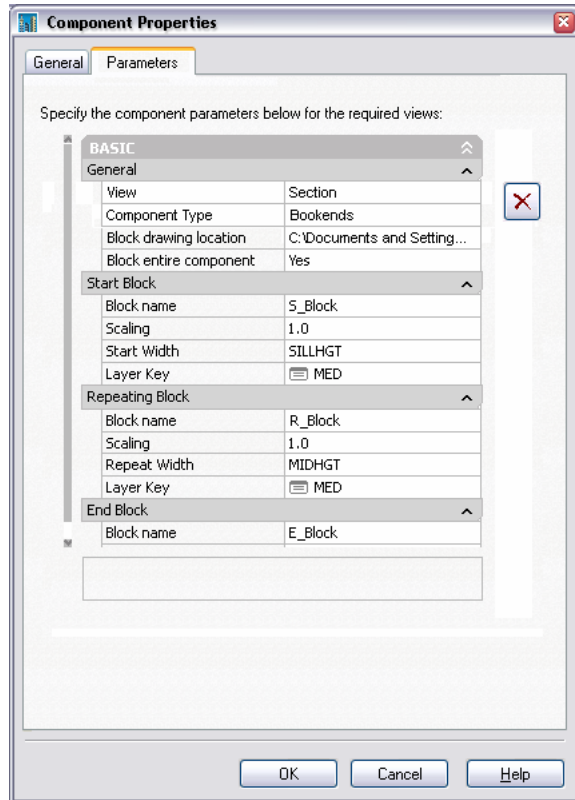 Component Properties
General Parameters
Specify the component parameters below for the required views:
BASIC
General
View Section
Component Type Bookends
Block drawing location C:\Documents and Setting...
Block entire component Yes
Start Block
Block name S_Block
Scaling 1.0
Start Width SILLHGT
Layer Key MED
Repeating Block
Block name R_Block
Scaling 1.0
Repeat Width MIDHGT
Layer Key MED
End Block
Block name E_Block
OK Cancel Help